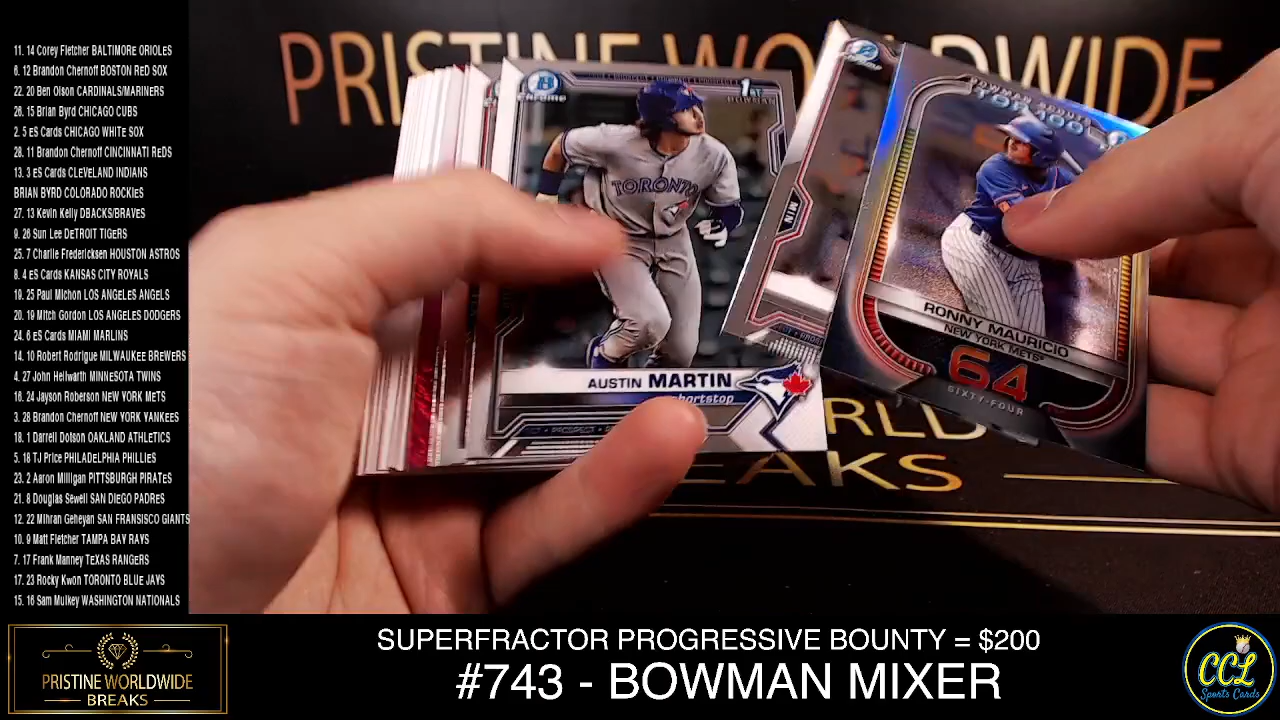 11. 14 Corey Fletcher BALTIMORE ORIOLES
6. 12 Brandon Chernoff BOSTON RED SOX
22. 20 Ben Olson CARDINALS/MARINERS
26. 15 Brian Byrd CHICAGO CUBS
2. 5 eS Cards CHICAGO WHITE SOX
28. 11 Brandon Chernoff CINCINNATI REDS
13. 3 eS Cards CLEVELAND INDIANS
BRIAN BYRD COLORADO ROCKIES
27. 13 Kevin Kelly DBACKS/BRAVES
9. 26 Sun Lee DETROIT TIGERS
25. 7 Charlie Fredericksen HOUSTON ASTROS
8. 4 eS Cards KANSAS CITY ROYALS
19. 25 Paul Michon LOS ANGELES ANGELS
20. 19 Mitch Gordon LOS ANGELES DODGERS
24. 6 eS Cards MIAMI MARLINS
14. 10 Robert Rodrigue MILWAUKEE BREWERS
4. 27 John Hellwarth MINNESOTA TWINS
16. 24 Jayson Roberson NEW YORK METS
3. 28 Brandon Chernoff NEW YORK YANKEES
18. 1 Darrell Dotson OAKLAND ATHLETICS
5. 18 TJ Price PHILADELPHIA PHILLIES
23. 2 Aaron Milligan PITTSBURGH PIRATES
21. 8 Douglas Sewell SAN DIEGO PADRES
12. 22 Mihran Geheyan SAN FRANSISCO GIANTS
10. 9 Matt Fletcher TAMPA BAY RAYS
7. 17 Frank Manney TEXAS RANGERS
17. 23 Rocky Kwon TORONTO BLUE JAYS
15. 16 Sam Mulkey WASHINGTON NATIONALS
PRISTINE WORLDWIDE
Chrome
1ST
BOWMAN
TORONTO
AUSTIN MARTIN
shortstop
MIN
RONNY MAURICIO
NEW YORK METS
64
SIXTY-FOUR
PRISTINE WORLDWIDE
BREAKS
SUPERFRACTOR PROGRESSIVE BOUNTY = $200
#743 - BOWMAN MIXER
CCL
Sports Cards